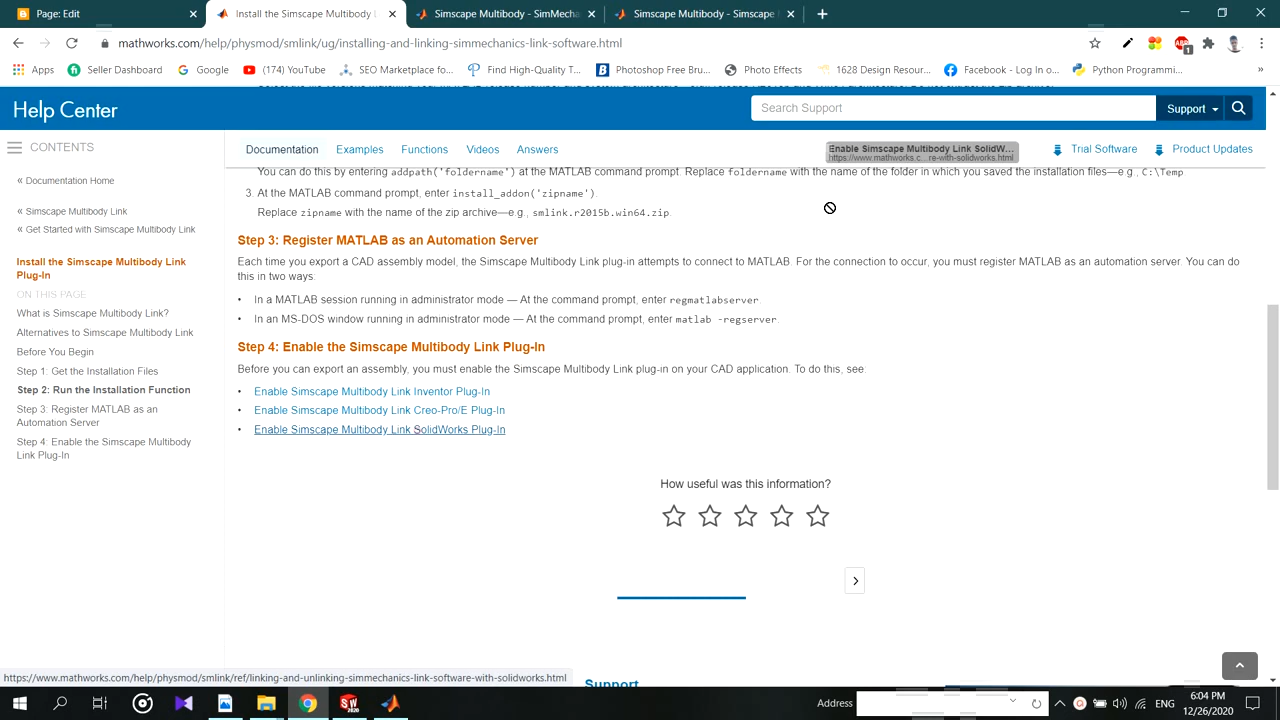 Page : Edit
Install the Simscape Multibody L
addpath('Simscape - MathWorks
Simscape Multibody - MathWorks
mathworks.com/help/physmod/smlink/ug/installing-and-linking-simmechanics-link-software.html
1
Apps
Seller Dashboard
Google
(174) YouTube
SEO Marketplace fo...
Find High-Quality T...
Photoshop Free Bru...
Photo Effects
1628 Design Resour...
Facebook - Log In o...
Python Programmi...
»
Help Center
Search Support
Support
CONTENTS
Documentation
Examples
Functions
Videos
Answers
Enable Simscape Multibody Link SolidW...
https://www.mathworks.c...re-with-solidworks.html
Trial Software
Product Updates
« Documentation Home
« Simscape Multibody Link
« Get Started with Simscape Multibody Link
Install the Simscape Multibody Link
Plug-In
ON THIS PAGE
What is Simscape Multibody Link?
Alternatives to Simscape Multibody Link
Before You Begin
Step 1: Get the Installation Files
Step 2: Run the Installation Function
Step 3: Register MATLAB as an
Automation Server
Step 4: Enable the Simscape Multibody
Link Plug-In
You can do this by entering addpath('foldername') at the MATLAB command prompt. Replace foldername with the name of the folder in which you saved the installation files—e.g., C:\Temp.
3. At the MATLAB command prompt, enter install_addon('zipname').
Replace zipname with the name of the zip archive—e.g., smlink.r2015b.win64.zip.
Step 3: Register MATLAB as an Automation Server
Each time you export a CAD assembly model, the Simscape Multibody Link plug-in attempts to connect to MATLAB. For the connection to occur, you must register MATLAB as an automation server. You can do
this in two ways:
• In a MATLAB session running in administrator mode — At the command prompt, enter regmatlabserver.
• In an MS-DOS window running in administrator mode — At the command prompt, enter matlab -regserver.
Step 4: Enable the Simscape Multibody Link Plug-In
Before you can export an assembly, you must enable the Simscape Multibody Link plug-in on your CAD application. To do this, see:
• Enable Simscape Multibody Link Inventor Plug-In
• Enable Simscape Multibody Link Creo-Pro/E Plug-In
• Enable Simscape Multibody Link SolidWorks Plug-In
How useful was this information?
Support
https://www.mathworks.com/help/physmod/smlink/ref/linking-and-unlinking-simmechanics-link-software-with-solidworks.html
Address
ENG
6:04 PM
12/26/2020